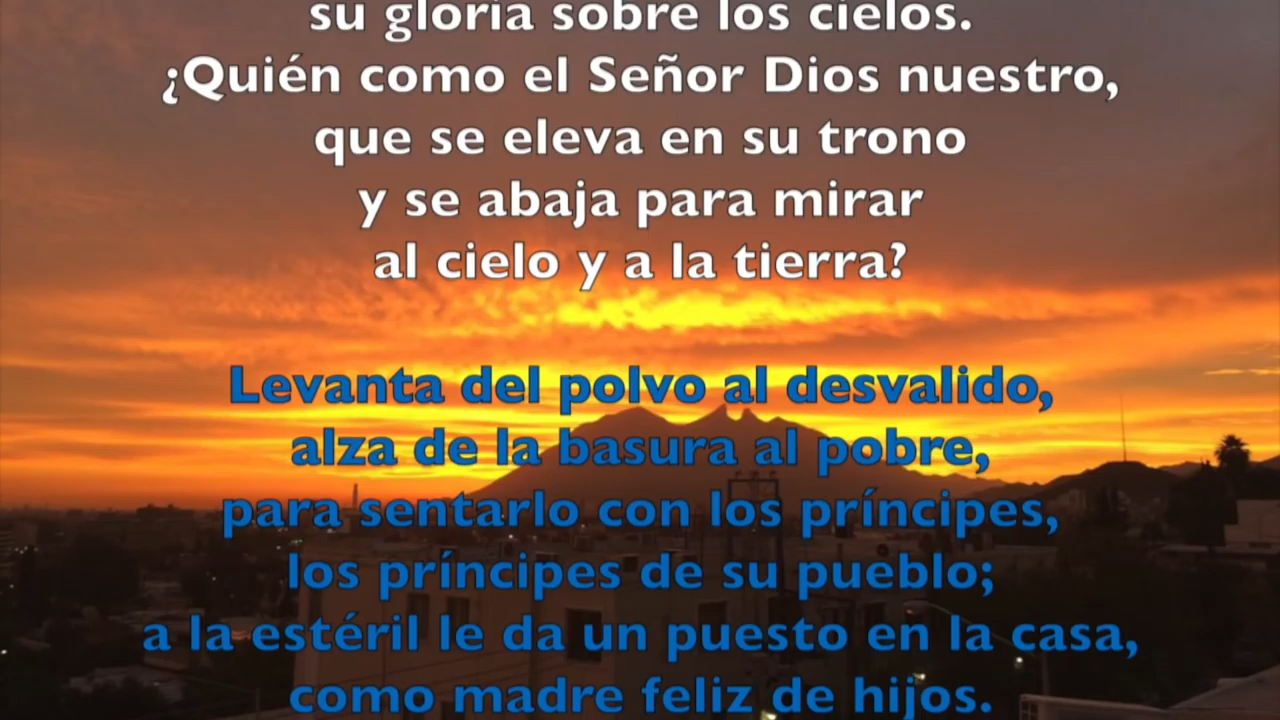 su gloria sobre los cielos.
¿Quién como el Señor Dios nuestro,
que se eleva en su trono
y se abaja para mirar
al cielo y a la tierra?
Levanta del polvo al desvalido,
alza de la basura al pobre,
para sentarlo con los príncipes,
los príncipes de su pueblo;
a la estéril le da un puesto en la casa,
como madre feliz de hijos.